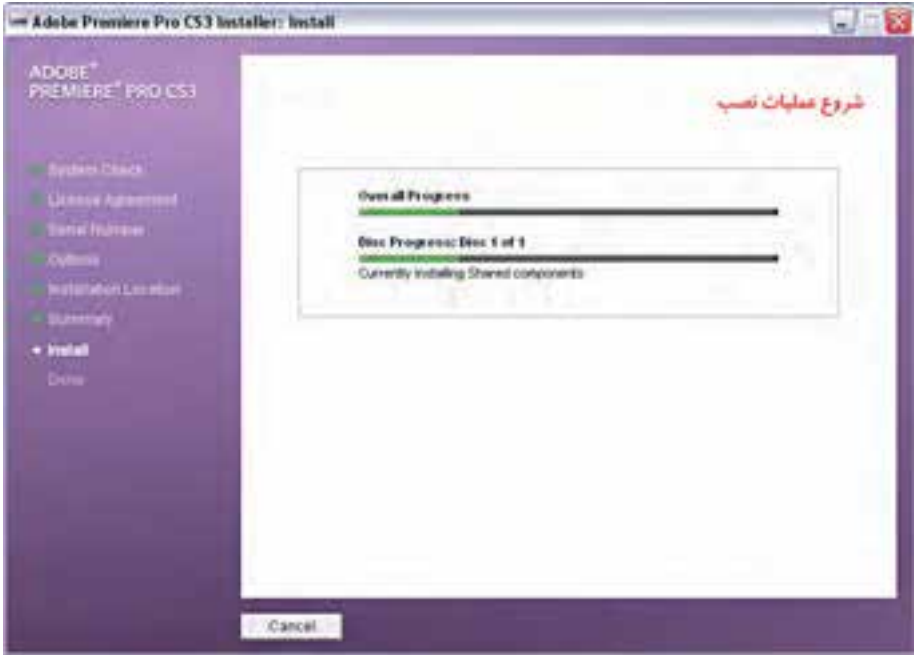 Adobe Premiere Pro CS3 Installer: Install
ADOBE®
PREMIERE® PRO CS3
شروع عملیات نصب
System Check
License Agreement
Serial Number
Options
Installation Location
Summary
Install
Done
Overall Progress
Disc Progress: Disc 1 of 1
Currently installing Shared components
Cancel